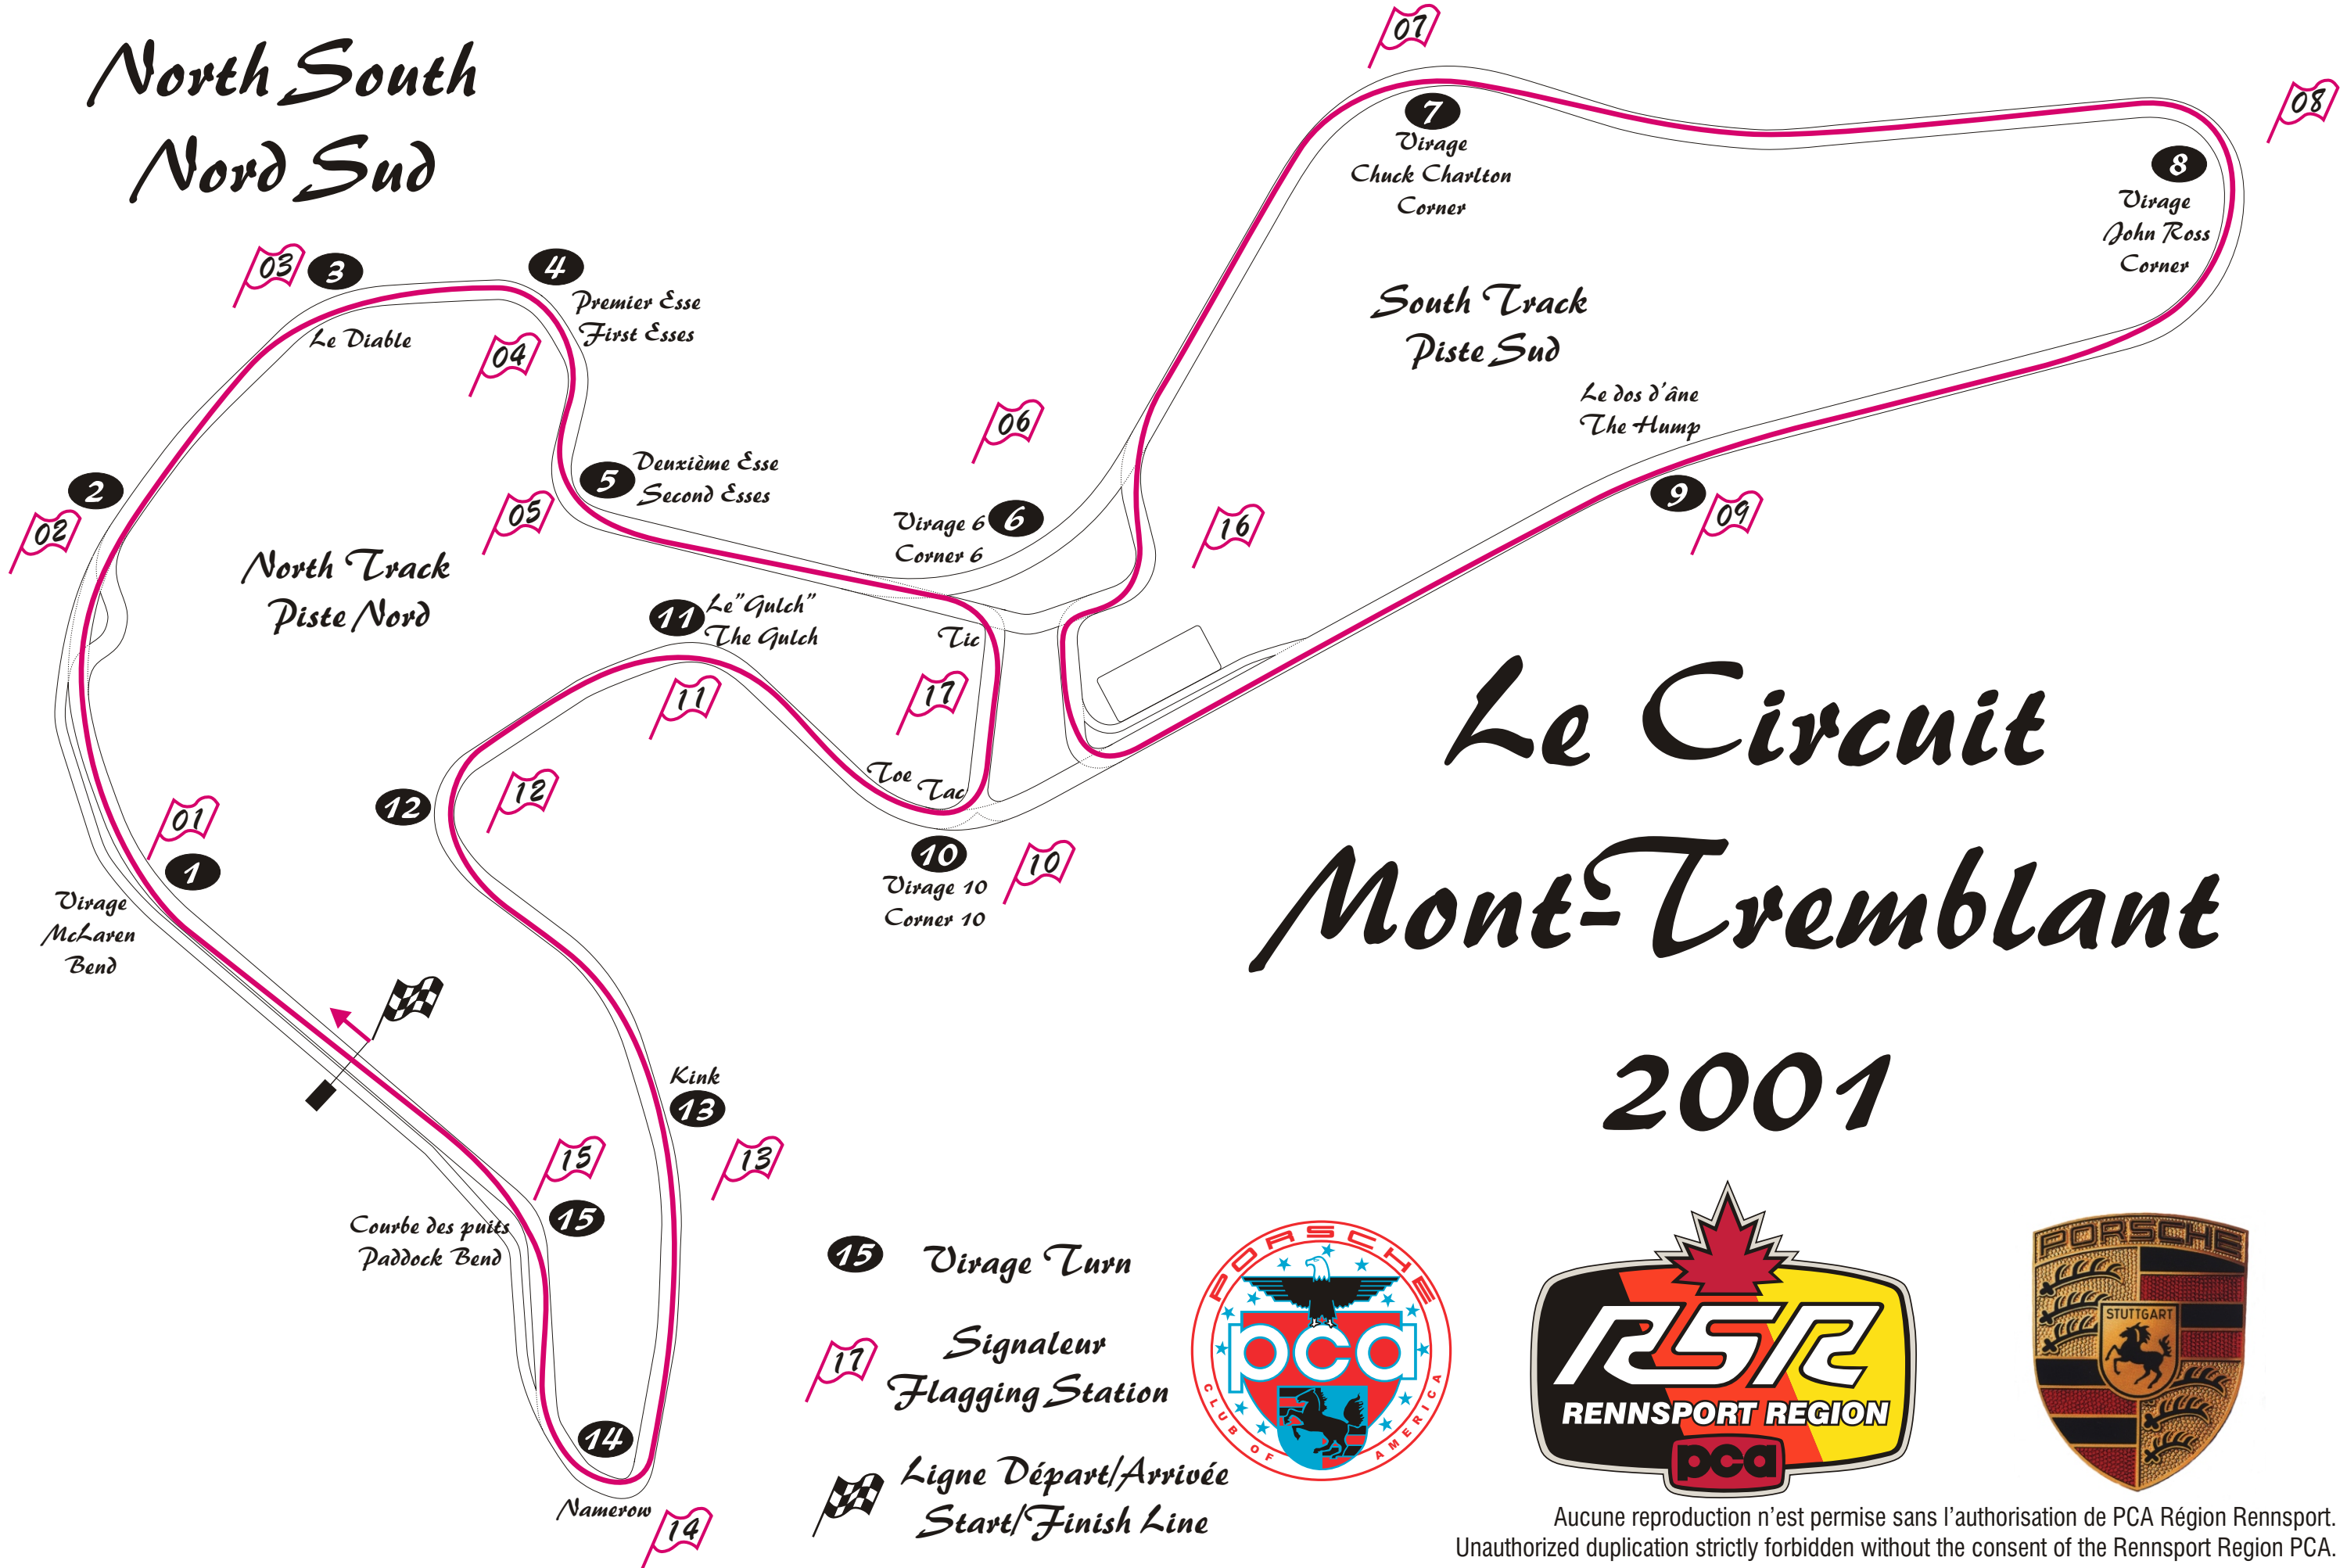 North South
Nord Sud
07
08
7
Virage
Chuck Charlton
Corner
8
Virage
John Ross
Corner
03
3
Le Diable
4
Premier Esse
First Esses
04
South Track
Piste Sud
Le dos d'âne
The Hump
9
09
06
2
02
5
Deuxième Esse
Second Esses
05
Virage 6
Corner 6
6
16
North Track
Piste Nord
11
Le"Gulch"
The Gulch
Tic
11
17
Toe
Tac
12
12
10
Virage 10
Corner 10
10
01
1
Virage
McLaren
Bend
Le Circuit
Mont-Tremblant
2001
Kink
13
13
15
15
Courbe des puits
Paddock Bend
14
Namerow
14
15
Virage Turn
17
Signaleur
Flagging Station
Ligne Départ/Arrivée
Start/Finish Line
PORSCHE
pca
CLUB OF AMERICA
RSR
RENNSPORT REGION
pca
PORSCHE
STUTTGART
Aucune reproduction n'est permise sans l'authorisation de PCA Région Rennsport.
Unauthorized duplication strictly forbidden without the consent of the Rennsport Region PCA.